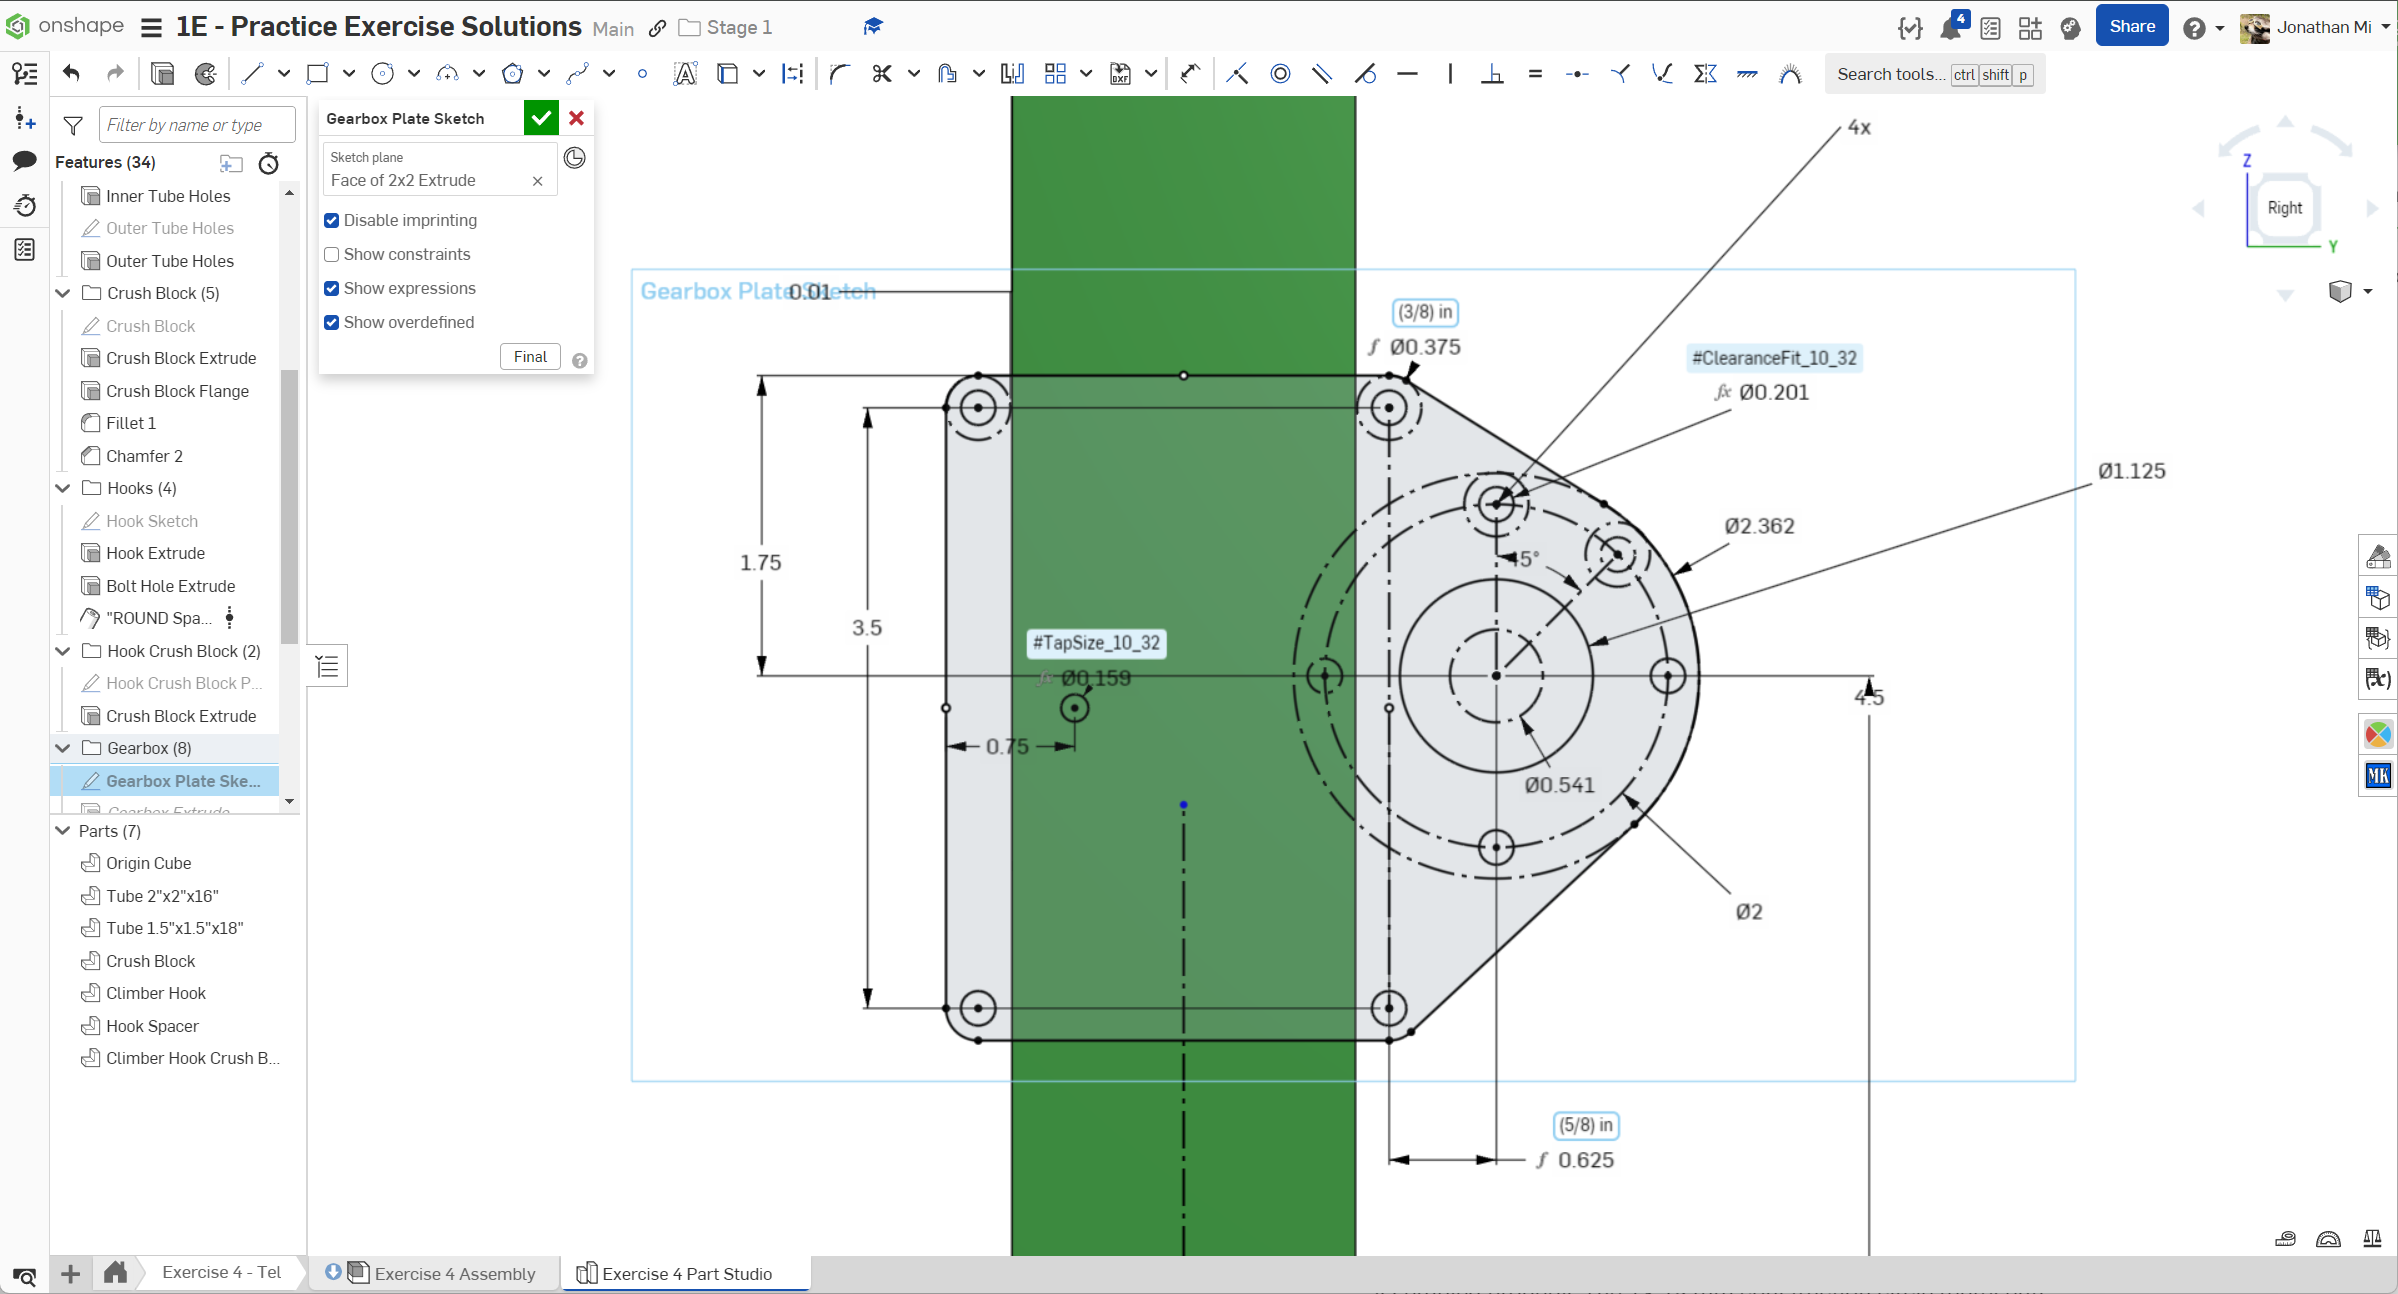 onshape
1E - Practice Exercise Solutions
Main
Stage 1
4
Share
Jonathan Mi
Search tools... ctrl shift p
Filter by name or type
Features (34)
Inner Tube Holes
Outer Tube Holes
Outer Tube Holes
Crush Block (5)
Crush Block
Crush Block Extrude
Crush Block Flange
Fillet 1
Chamfer 2
Hooks (4)
Hook Sketch
Hook Extrude
Bolt Hole Extrude
"ROUND Spa...
Hook Crush Block (2)
Hook Crush Block P...
Crush Block Extrude
Gearbox (8)
Gearbox Plate Ske...
Gearbox Extrude
Parts (7)
Origin Cube
Tube 2"x2"x16"
Tube 1.5"x1.5"x18"
Crush Block
Climber Hook
Hook Spacer
Climber Hook Crush B...
Gearbox Plate Sketch
Sketch plane
Face of 2x2 Extrude
Disable imprinting
Show constraints
Show expressions
Show overdefined
Final
Gearbox Plate Sketch
0.01
4x
(3/8) in
ƒ Ø0.375
#ClearanceFit_10_32
fx Ø0.201
Ø1.125
Ø2.362
45°
1.75
3.5
#TapSize_10_32
fx Ø0.159
0.75
4.5
Ø0.541
Ø2
(5/8) in
ƒ 0.625
Z
Right
Y
(x)
MK
Exercise 4 - Tel
Exercise 4 Assembly
Exercise 4 Part Studio